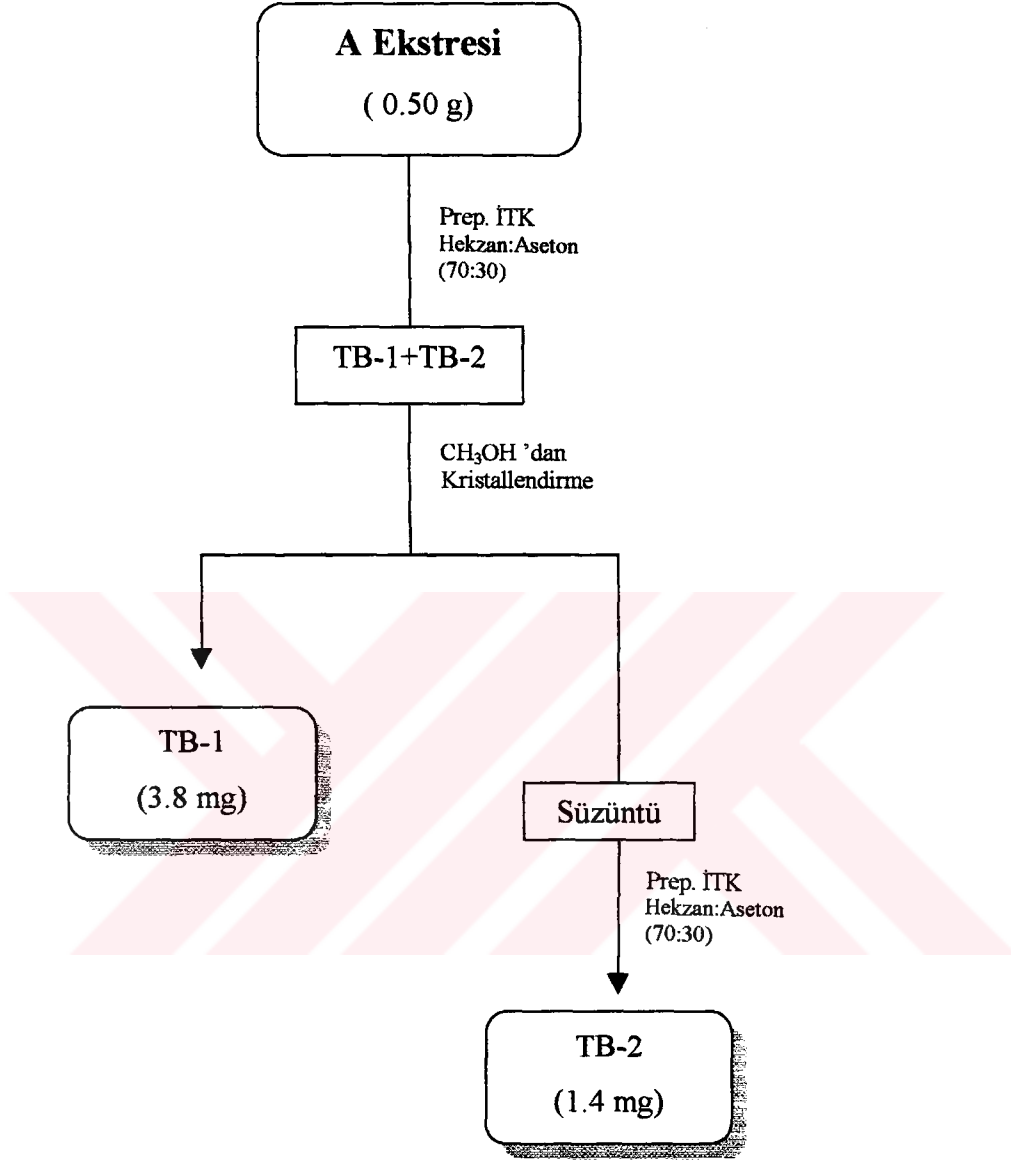 A Ekstresi
( 0.50 g)
Prep. İTK
Hekzan:Aseton
(70:30)
TB-1+TB-2
CH₃OH ’dan
Kristallendirme
TB-1
(3.8 mg)
Süzüntü
Prep. İTK
Hekzan:Aseton
(70:30)
TB-2
(1.4 mg)